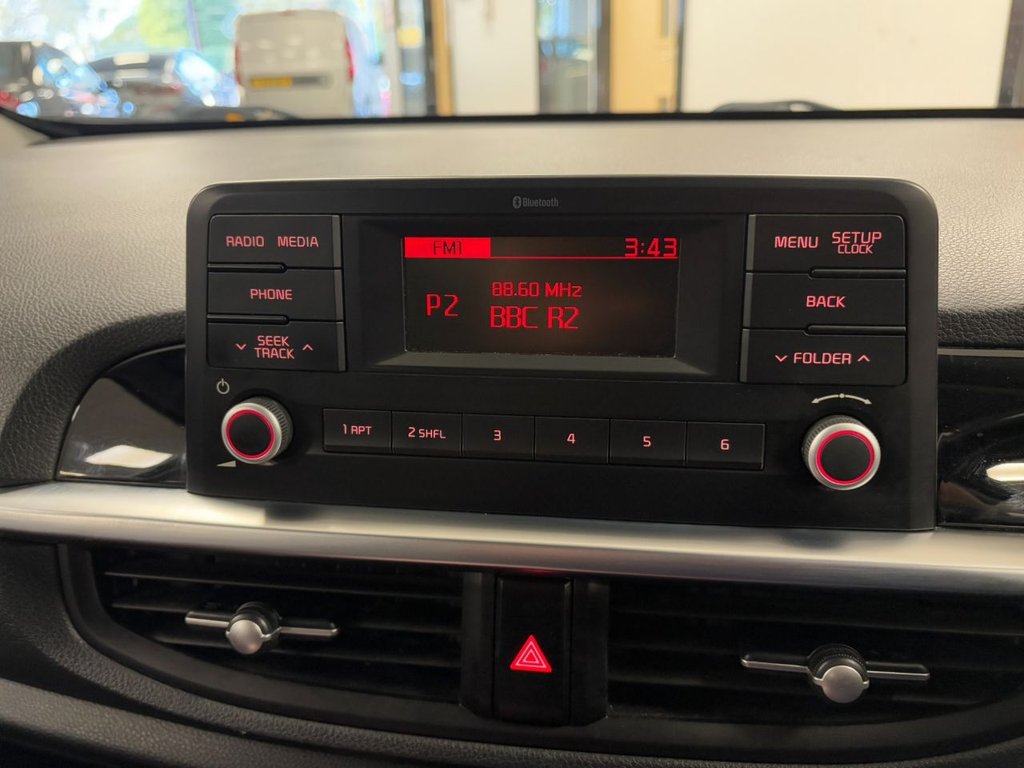 Bluetooth
RADIO MEDIA
PHONE
SEEK
TRACK
FM1 3:43
88.60 MHz
P2
BBC R2
MENU SETUP
CLOCK
BACK
FOLDER
1 RPT 2 SHFL 3 4 5 6